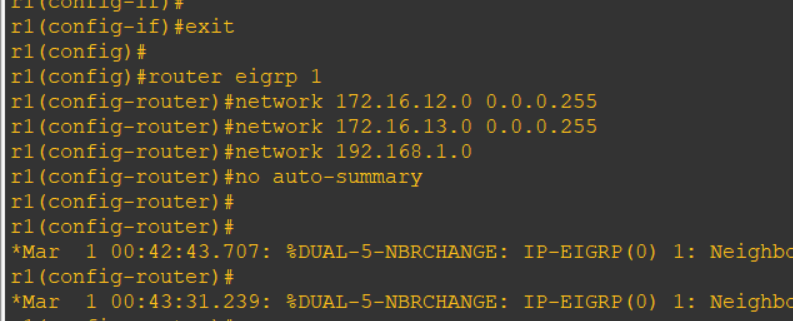 r1(config-if)#
r1(config-if)#exit
r1(config)#
r1(config)#router eigrp 1
r1(config-router)#network 172.16.12.0 0.0.0.255
r1(config-router)#network 172.16.13.0 0.0.0.255
r1(config-router)#network 192.168.1.0
r1(config-router)#no auto-summary
r1(config-router)#
r1(config-router)#
*Mar  1 00:42:43.707: %DUAL-5-NBRCHANGE: IP-EIGRP(0) 1: Neighbo
r1(config-router)#
*Mar  1 00:43:31.239: %DUAL-5-NBRCHANGE: IP-EIGRP(0) 1: Neighbo